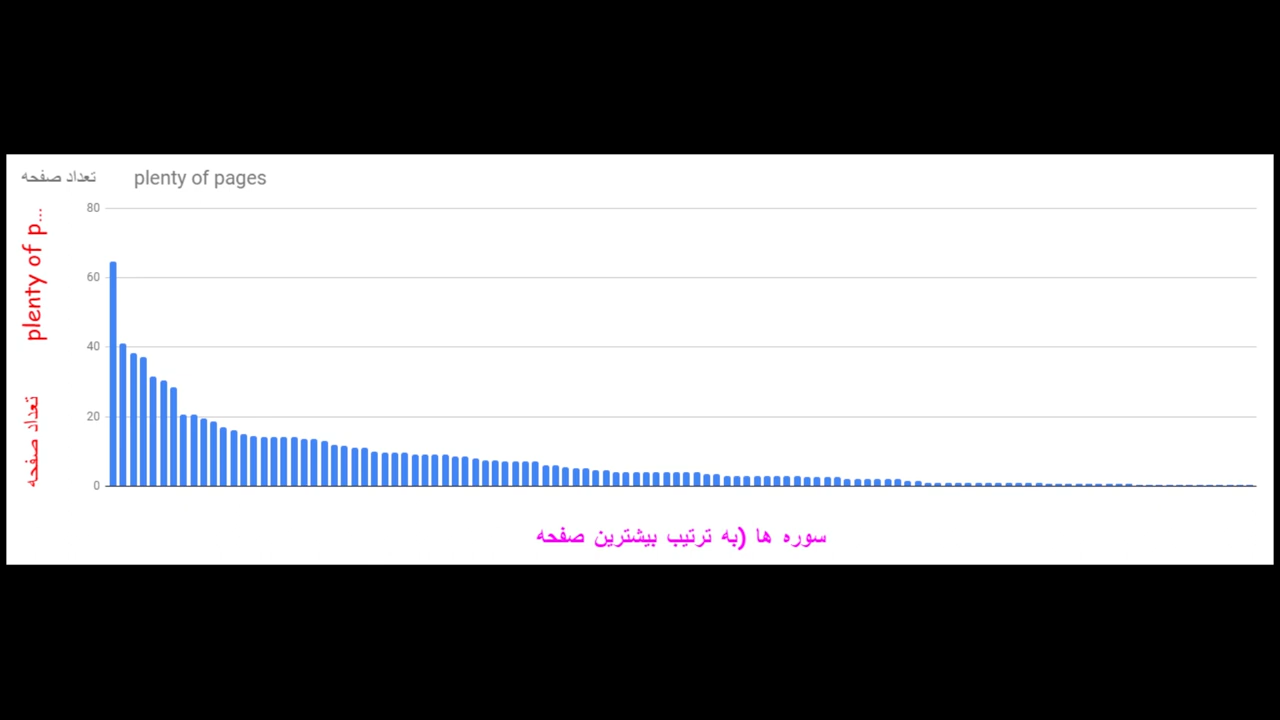 تعداد صفحه plenty of pages
plenty of p...
تعداد صفحه
80
60
40
20
0
سوره ها (به ترتیب بیشترین صفحه